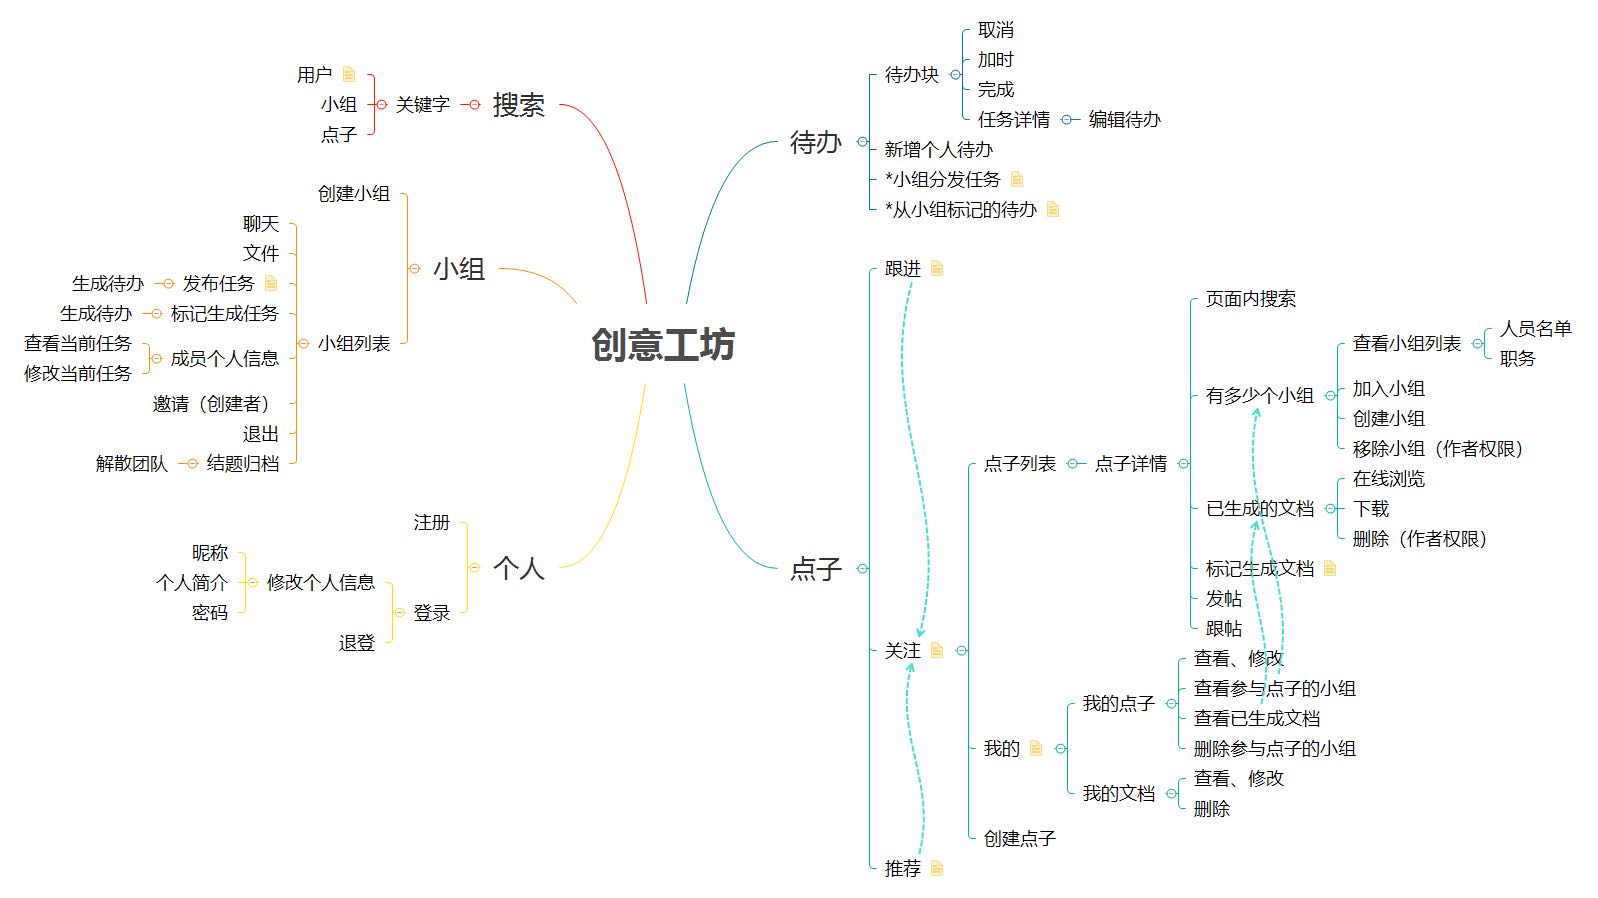 创意工坊
搜索
关键字
用户
小组
点子
小组
创建小组
小组列表
聊天
文件
发布任务
生成待办
标记生成任务
生成待办
成员个人信息
查看当前任务
修改当前任务
邀请（创建者）
退出
结题归档
解散团队
个人
注册
登录
修改个人信息
昵称
个人简介
密码
退登
待办
待办块
取消
加时
完成
任务详情
编辑待办
新增个人待办
*小组分发任务
*从小组标记的待办
点子
跟进
关注
点子列表
点子详情
页面内搜索
有多少个小组
查看小组列表
人员名单
职务
加入小组
创建小组
移除小组（作者权限）
已生成的文档
在线浏览
下载
删除（作者权限）
标记生成文档
发帖
跟帖
我的
我的点子
查看、修改
查看参与点子的小组
查看已生成文档
删除参与点子的小组
我的文档
查看、修改
删除
创建点子
推荐